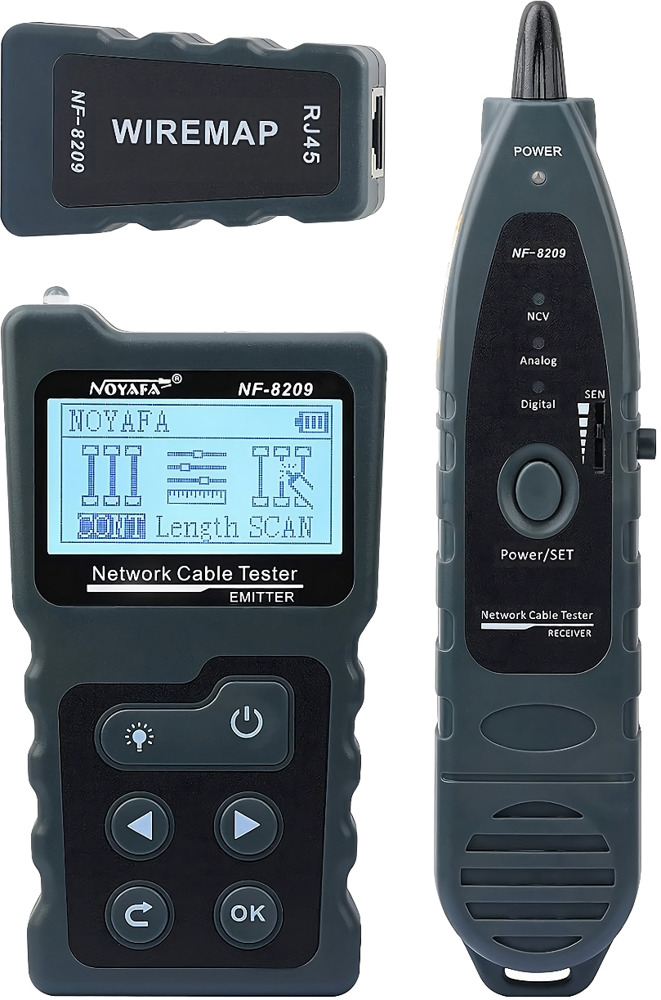 NF-8209
WIREMAP
RJ45
POWER
NF-8209
NCV
Analog
Digital
SEN
Power/SET
Network Cable Tester
RECEIVER
NOYAFA® NF-8209
NOYAFA
CONT Length SCAN
Network Cable Tester
EMITTER
OK